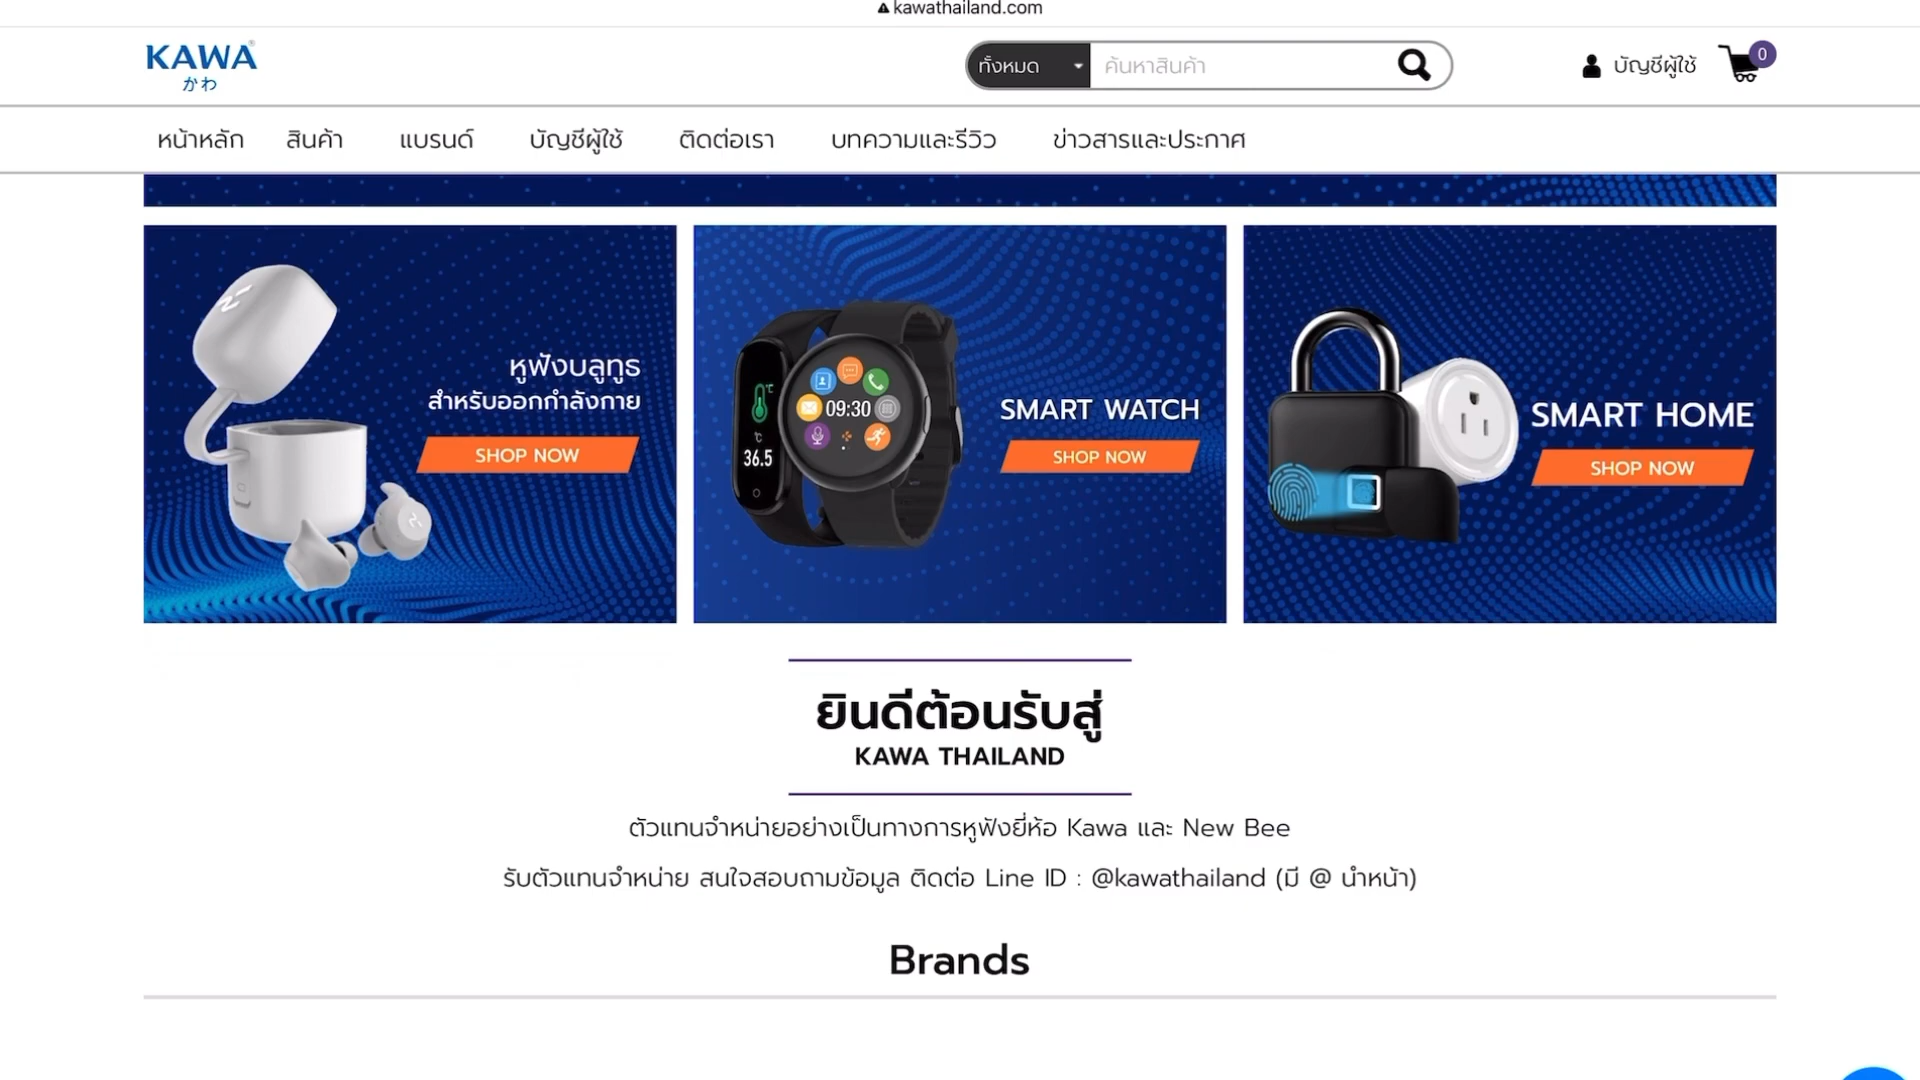 kawathailand.com
KAWA
かわ
ทั้งหมด
ค้นหาสินค้า
บัญชีผู้ใช้
0
หน้าหลัก
สินค้า
แบรนด์
บัญชีผู้ใช้
ติดต่อเรา
บทความและรีวิว
ข่าวสารและประกาศ
หูฟังบลูทูธ
สำหรับออกกำลังกาย
SHOP NOW
°C
°C
36.5
09:30
SMART WATCH
SHOP NOW
SMART HOME
SHOP NOW
ยินดีต้อนรับสู่
KAWA THAILAND
ตัวแทนจำหน่ายอย่างเป็นทางการหูฟังยี่ห้อ Kawa และ New Bee
รับตัวแทนจำหน่าย สนใจสอบถามข้อมูล ติดต่อ Line ID : @kawathailand (มี @ นำหน้า)
Brands